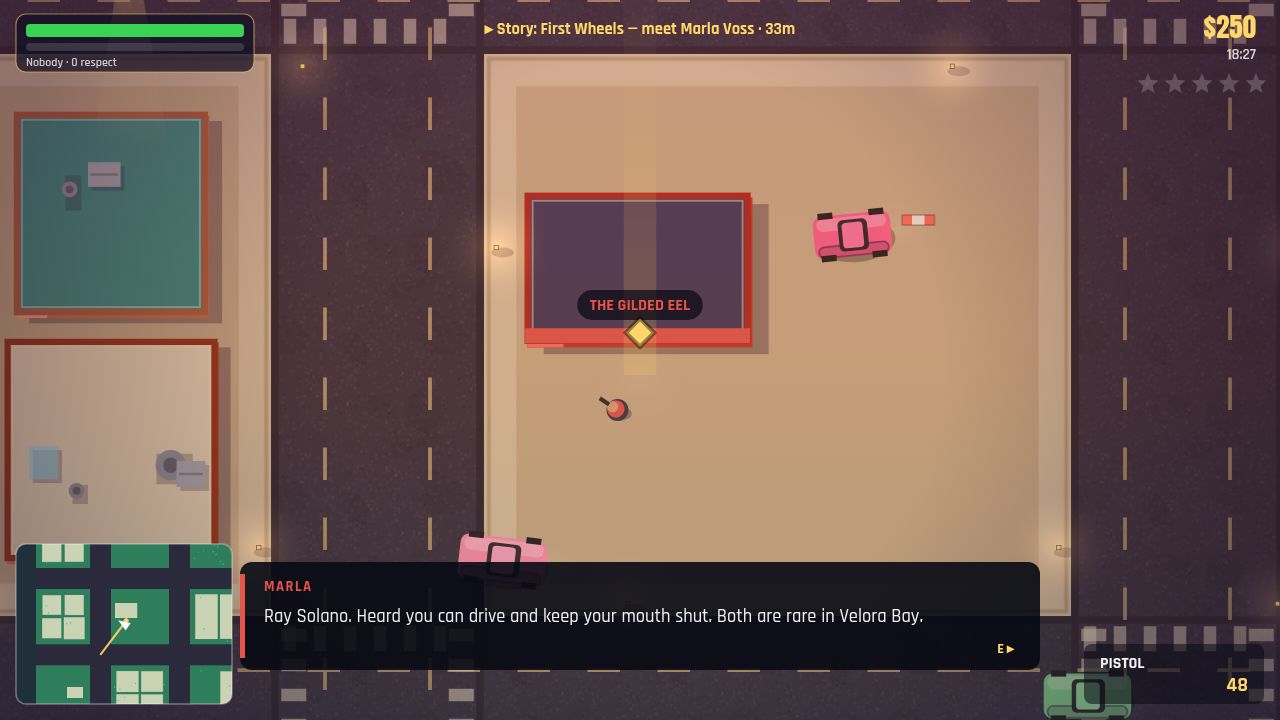 ▸ Story: First Wheels — meet Marla Voss · 33m
$250
18:27
Nobody · 0 respect
THE GILDED EEL
MARLA
Ray Solano. Heard you can drive and keep your mouth shut. Both are rare in Velora Bay.
E ▸
PISTOL
48